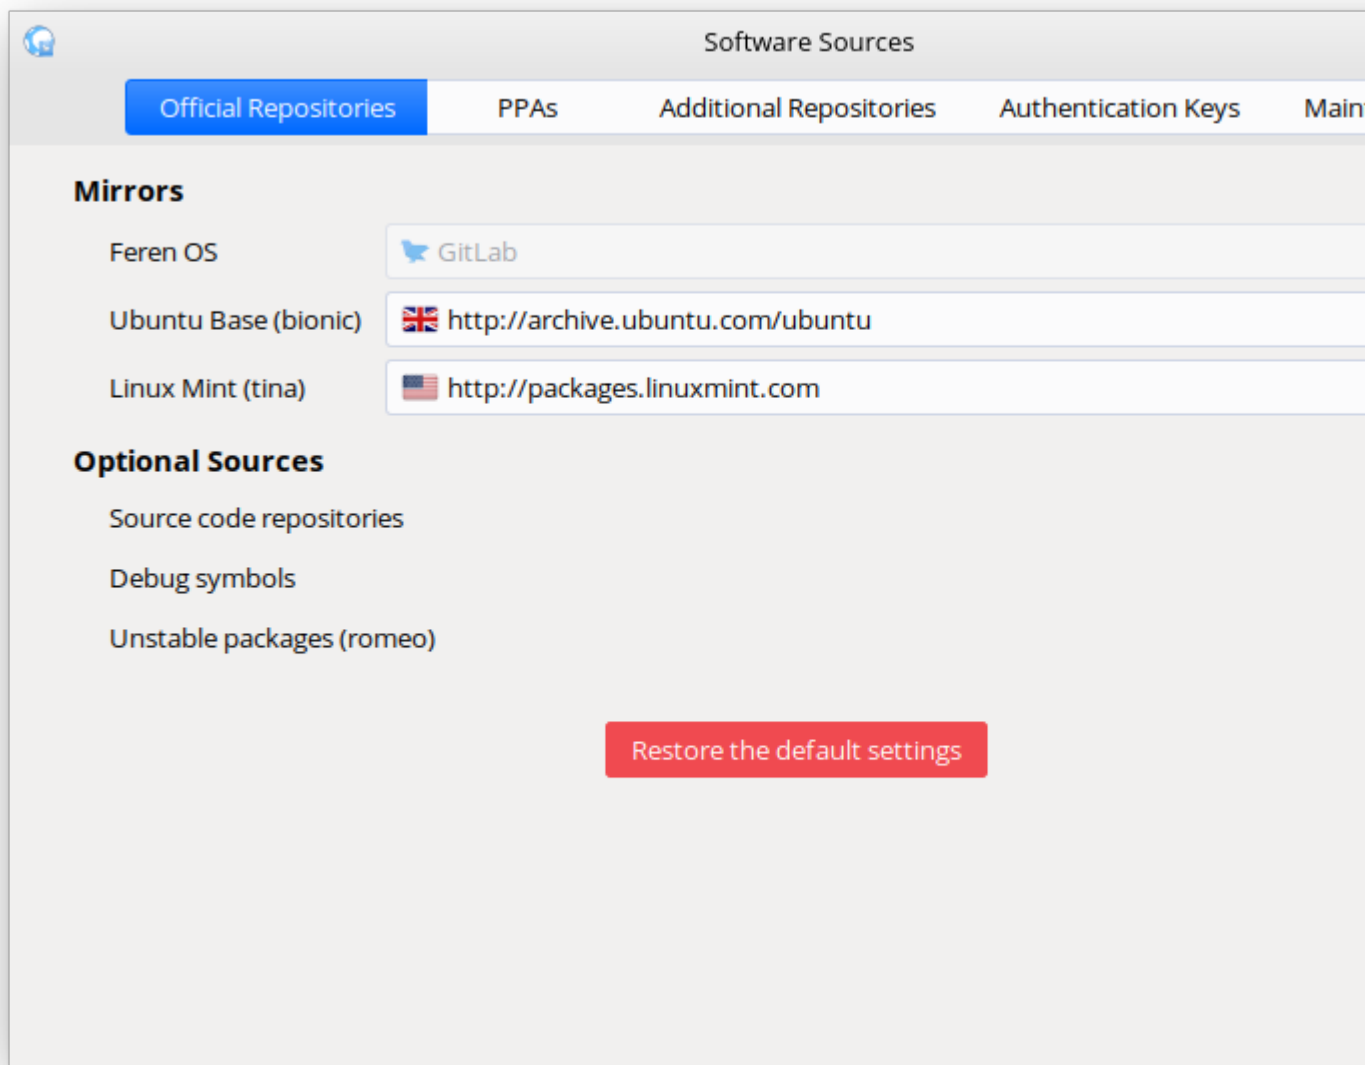 Software Sources
Official Repositories PPAs Additional Repositories Authentication Keys
Mirrors
Feren OS GitLab
Ubuntu Base (bionic) http://archive.ubuntu.com/ubuntu
Linux Mint (tina) http://packages.linuxmint.com
Optional Sources
Source code repositories
Debug symbols
Unstable packages (romeo)
Restore the default settings